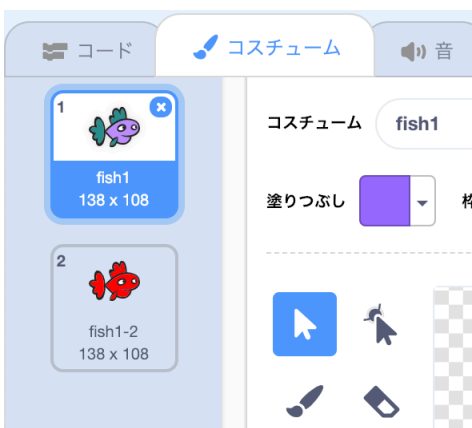 コード
コスチューム
音
1
fish1
138 x 108
2
fish1-2
138 x 108
コスチューム
fish1
塗りつぶし
枠